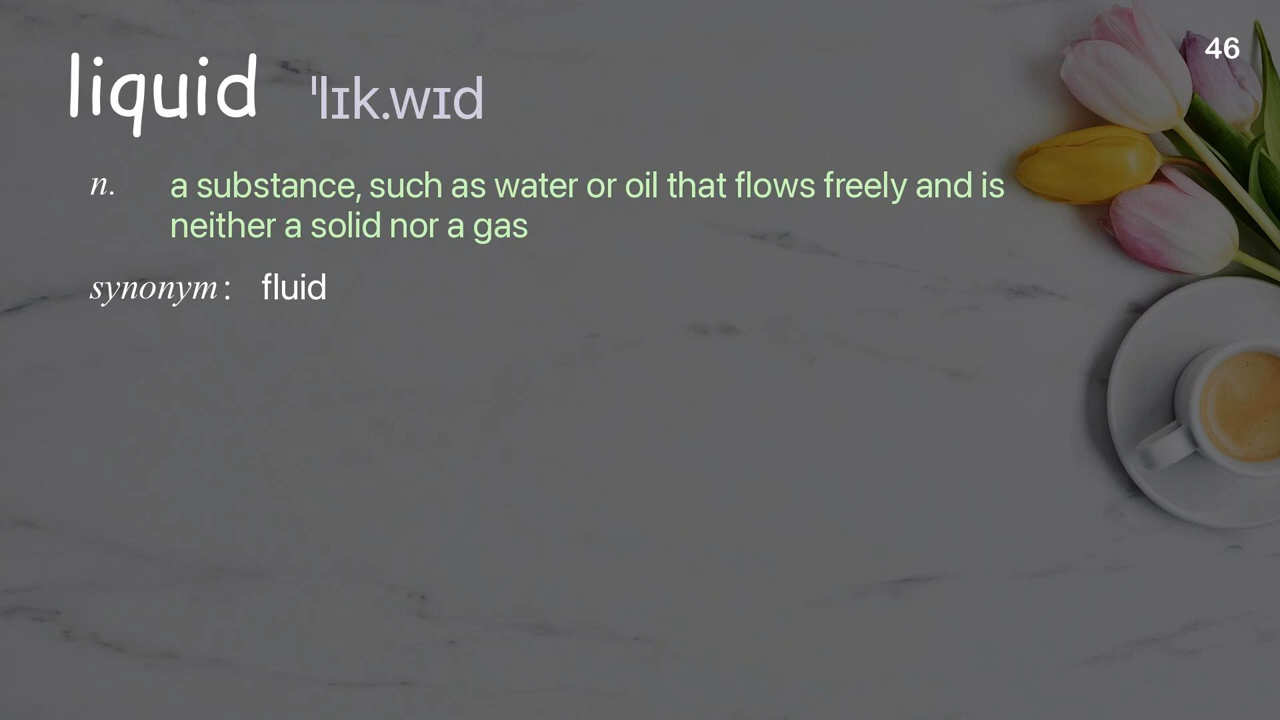 46
liquid ˈlɪk.wɪd
n. a substance, such as water or oil that flows freely and is
neither a solid nor a gas
synonym: fluid